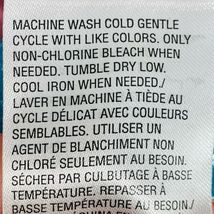 MACHINE WASH COLD GENTLE
CYCLE WITH LIKE COLORS. ONLY
NON-CHLORINE BLEACH WHEN
NEEDED. TUMBLE DRY LOW.
COOL IRON WHEN NEEDED./
LAVER EN MACHINE À TIÈDE AU
CYCLE DÉLICAT AVEC COULEURS
SEMBLABLES. UTILISER UN
AGENT DE BLANCHIMENT NON
CHLORÉ SEULEMENT AU BESOIN.
SÉCHER PAR CULBUTAGE À BASSE
TEMPÉRATURE. REPASSER À
BASSE TEMPÉRATURE AU BESOIN./